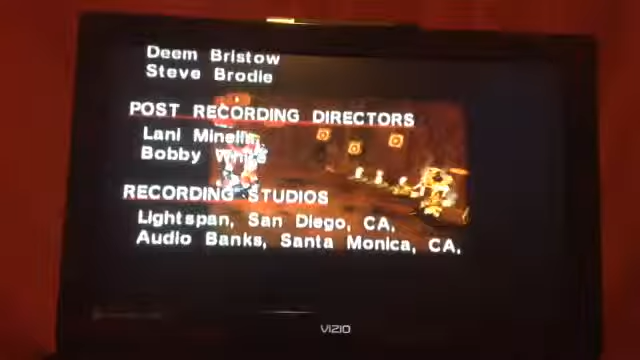 Deem Bristow
Steve Brodie
POST RECORDING DIRECTORS
Lani Minella
Bobby White
RECORDING STUDIOS
Lightspan, San Diego, CA,
Audio Banks, Santa Monica, CA,
VIZIO